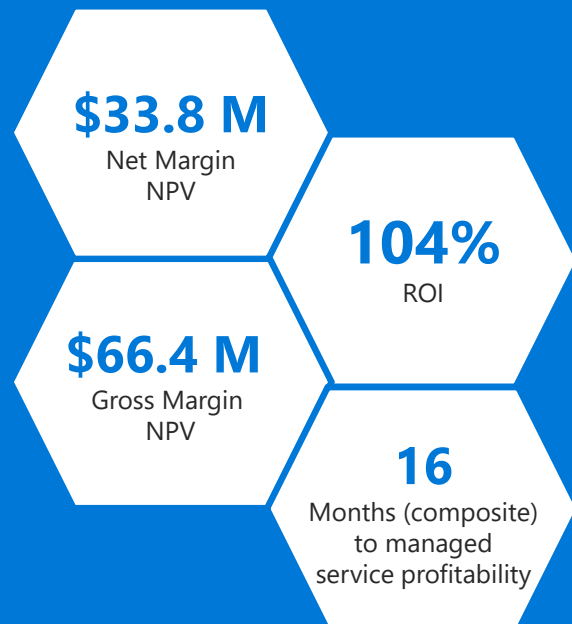 $33.8 M
Net Margin
NPV
104%
ROI
$66.4 M
Gross Margin
NPV
16
Months (composite)
to managed
service profitability